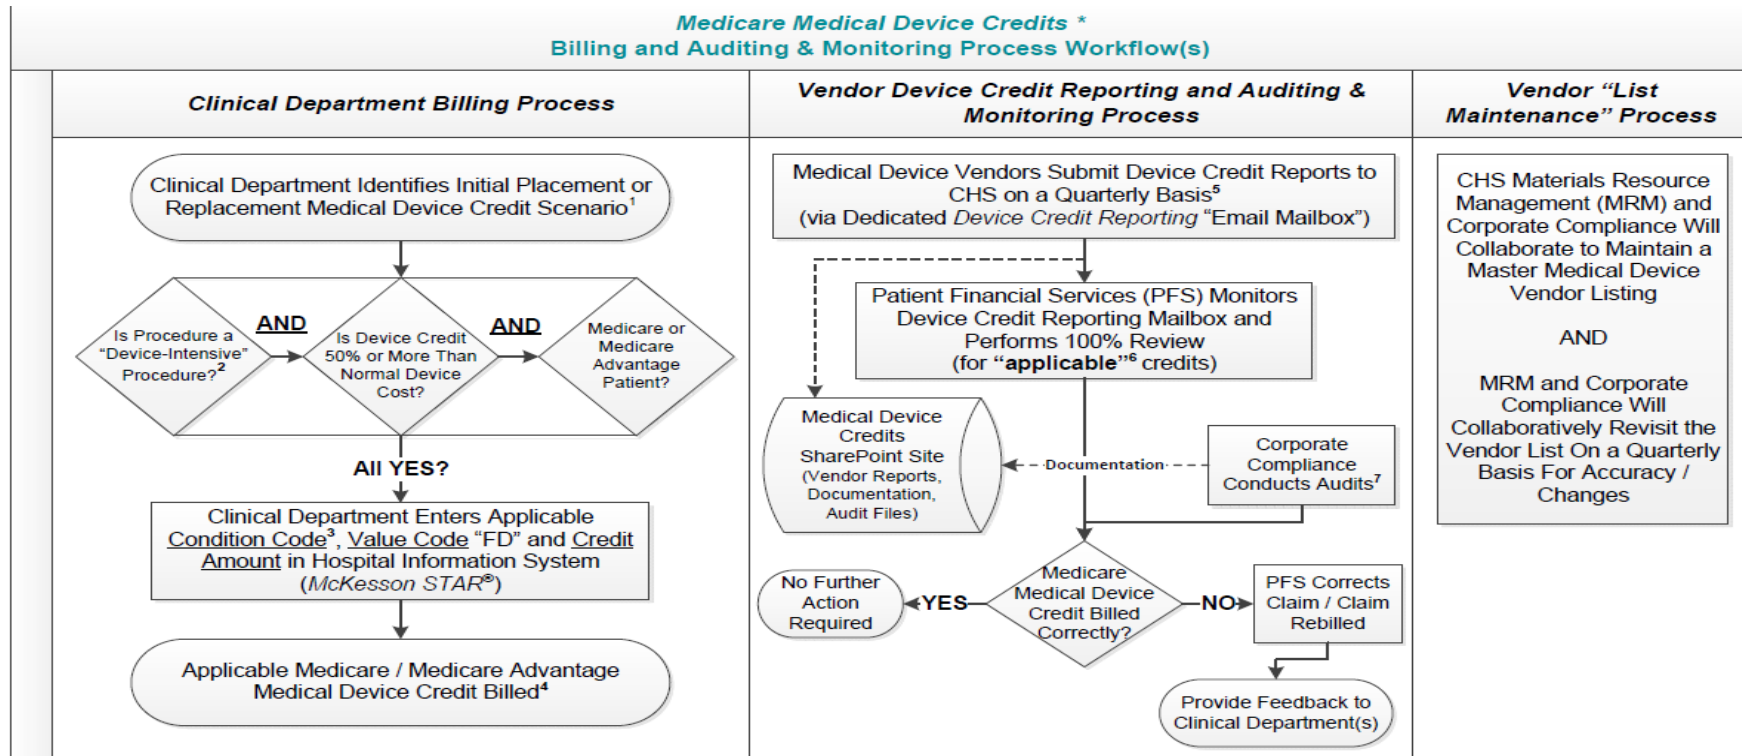 Medicare Medical Device Credits *
Billing and Auditing & Monitoring Process Workflow(s)
Clinical Department Billing Process
Clinical Department Identifies Initial Placement or
Replacement Medical Device Credit Scenario1
Is Procedure a
“Device-Intensive”
Procedure?2
AND
Is Device Credit
50% or More Than
Normal Device
Cost?
AND
Medicare or
Medicare
Advantage
Patient?
All YES?
Clinical Department Enters Applicable
Condition Code3, Value Code “FD” and Credit
Amount in Hospital Information System
(McKesson STAR®)
Applicable Medicare / Medicare Advantage
Medical Device Credit Billed4
Vendor Device Credit Reporting and Auditing &
Monitoring Process
Medical Device Vendors Submit Device Credit Reports to
CHS on a Quarterly Basis5
(via Dedicated Device Credit Reporting “Email Mailbox”)
Patient Financial Services (PFS) Monitors
Device Credit Reporting Mailbox and
Performs 100% Review
(for “applicable”6 credits)
Medical Device
Credits
SharePoint Site
(Vendor Reports,
Documentation,
Audit Files)
Documentation
Corporate
Compliance
Conducts Audits7
Medicare
Medical Device
Credit Billed
Correctly?
YES
No Further
Action
Required
NO
PFS Corrects
Claim / Claim
Rebilled
Provide Feedback to
Clinical Department(s)
Vendor “List
Maintenance” Process
CHS Materials Resource
Management (MRM) and
Corporate Compliance Will
Collaborate to Maintain a
Master Medical Device
Vendor Listing
AND
MRM and Corporate
Compliance Will
Collaboratively Revisit the
Vendor List On a Quarterly
Basis For Accuracy /
Changes